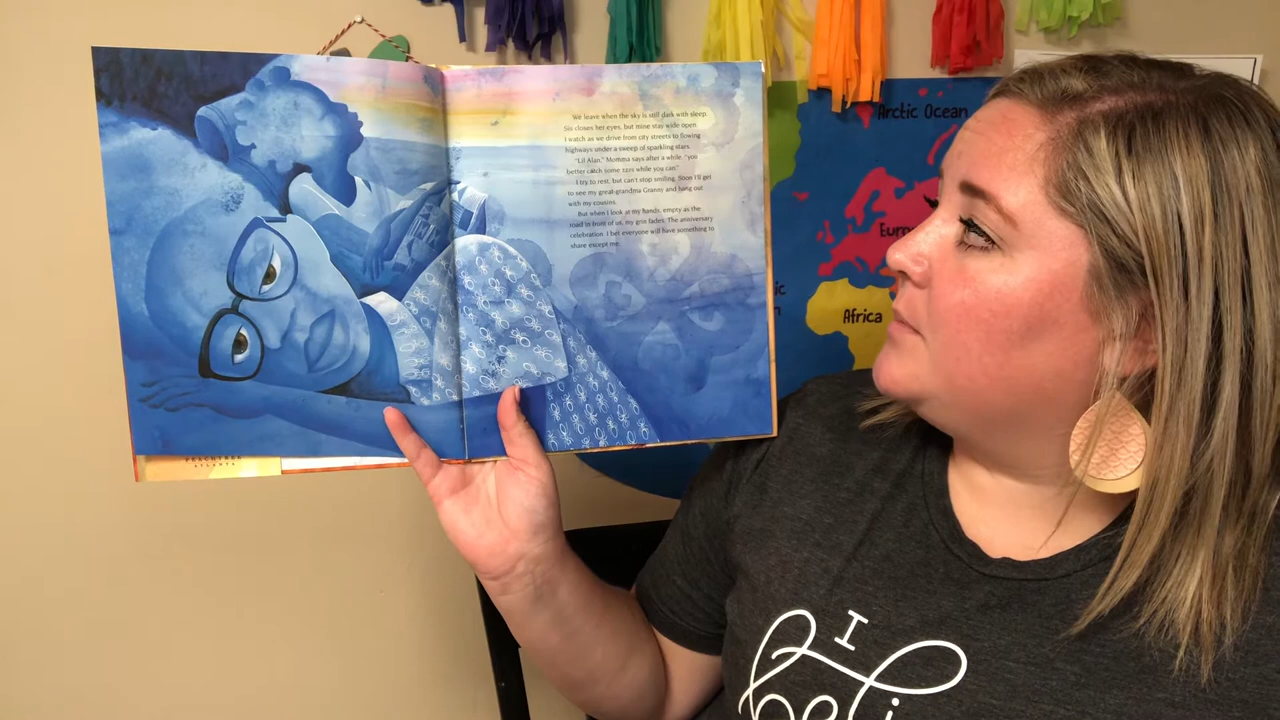 We leave when the sky is still dark with sleep.
Sis closes her eyes, but mine stay wide open.
I watch as we drive from city streets to flowing
highways under a sweep of sparkling stars.
"Lil Alan," Momma says after a while, "you
better catch some zzzs while you can."
I try to rest, but can't stop smiling. Soon I'll get
to see my great-grandma Granny and hang out
with my cousins.
But when I look at my hands, empty as the
road in front of us, my grin fades. The anniversary
celebration. I bet everyone will have something to
share except me.
PEACHTREE
ATLANTA
Arctic Ocean
Africa
I